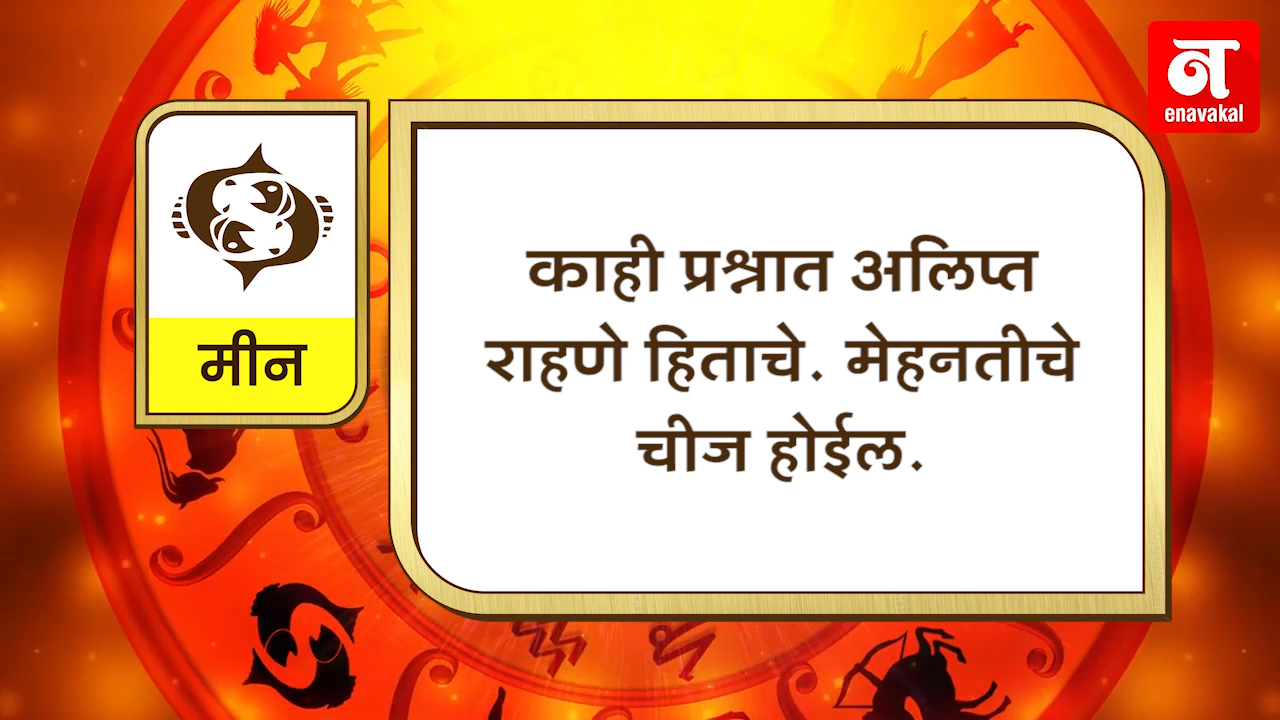 न
enavakal
मीन
काही प्रश्नात अलिप्त
राहणे हिताचे. मेहनतीचे
चीज होईल.